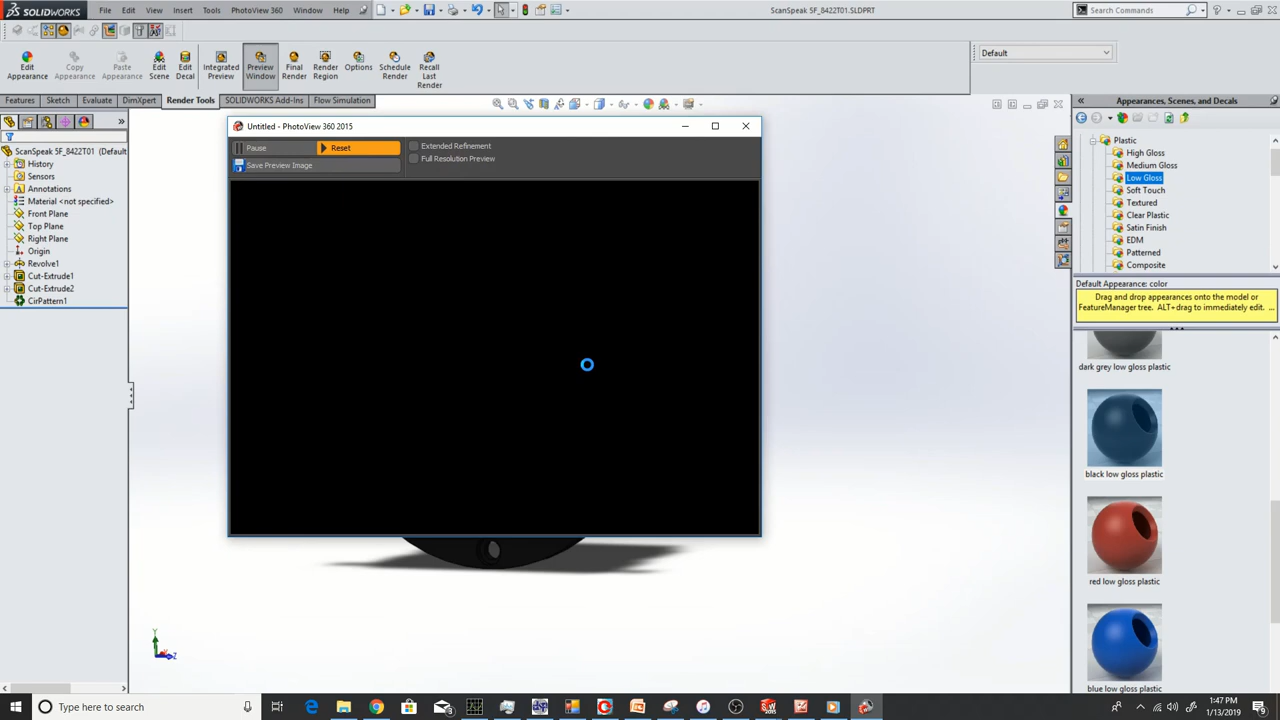 SOLIDWORKS
File Edit View Insert Tools PhotoView 360 Window Help
ScanSpeak 5F_8422T01.SLDPRT
Search Commands
Edit Appearance
Copy Appearance
Paste Appearance
Edit Scene
Edit Decal
Integrated Preview
Preview Window
Final Render
Render Region
Options
Schedule Render
Recall Last Render
Default
Features Sketch Evaluate DimXpert Render Tools SOLIDWORKS Add-Ins Flow Simulation
Appearances, Scenes, and Decals
ScanSpeak 5F_8422T01 (Default
History
Sensors
Annotations
Material <not specified>
Front Plane
Top Plane
Right Plane
Origin
Revolve1
Cut-Extrude1
Cut-Extrude2
CirPattern1
Untitled - PhotoView 360 2015
Pause
Reset
Save Preview Image
Extended Refinement
Full Resolution Preview
Plastic
High Gloss
Medium Gloss
Low Gloss
Soft Touch
Textured
Clear Plastic
Satin Finish
EDM
Patterned
Composite
Default Appearance: color
Drag and drop appearances onto the model or
FeatureManager tree. ALT+drag to immediately edit. ...
dark grey low gloss plastic
black low gloss plastic
red low gloss plastic
blue low gloss plastic
Y
Z
Type here to search
1:47 PM
1/13/2019